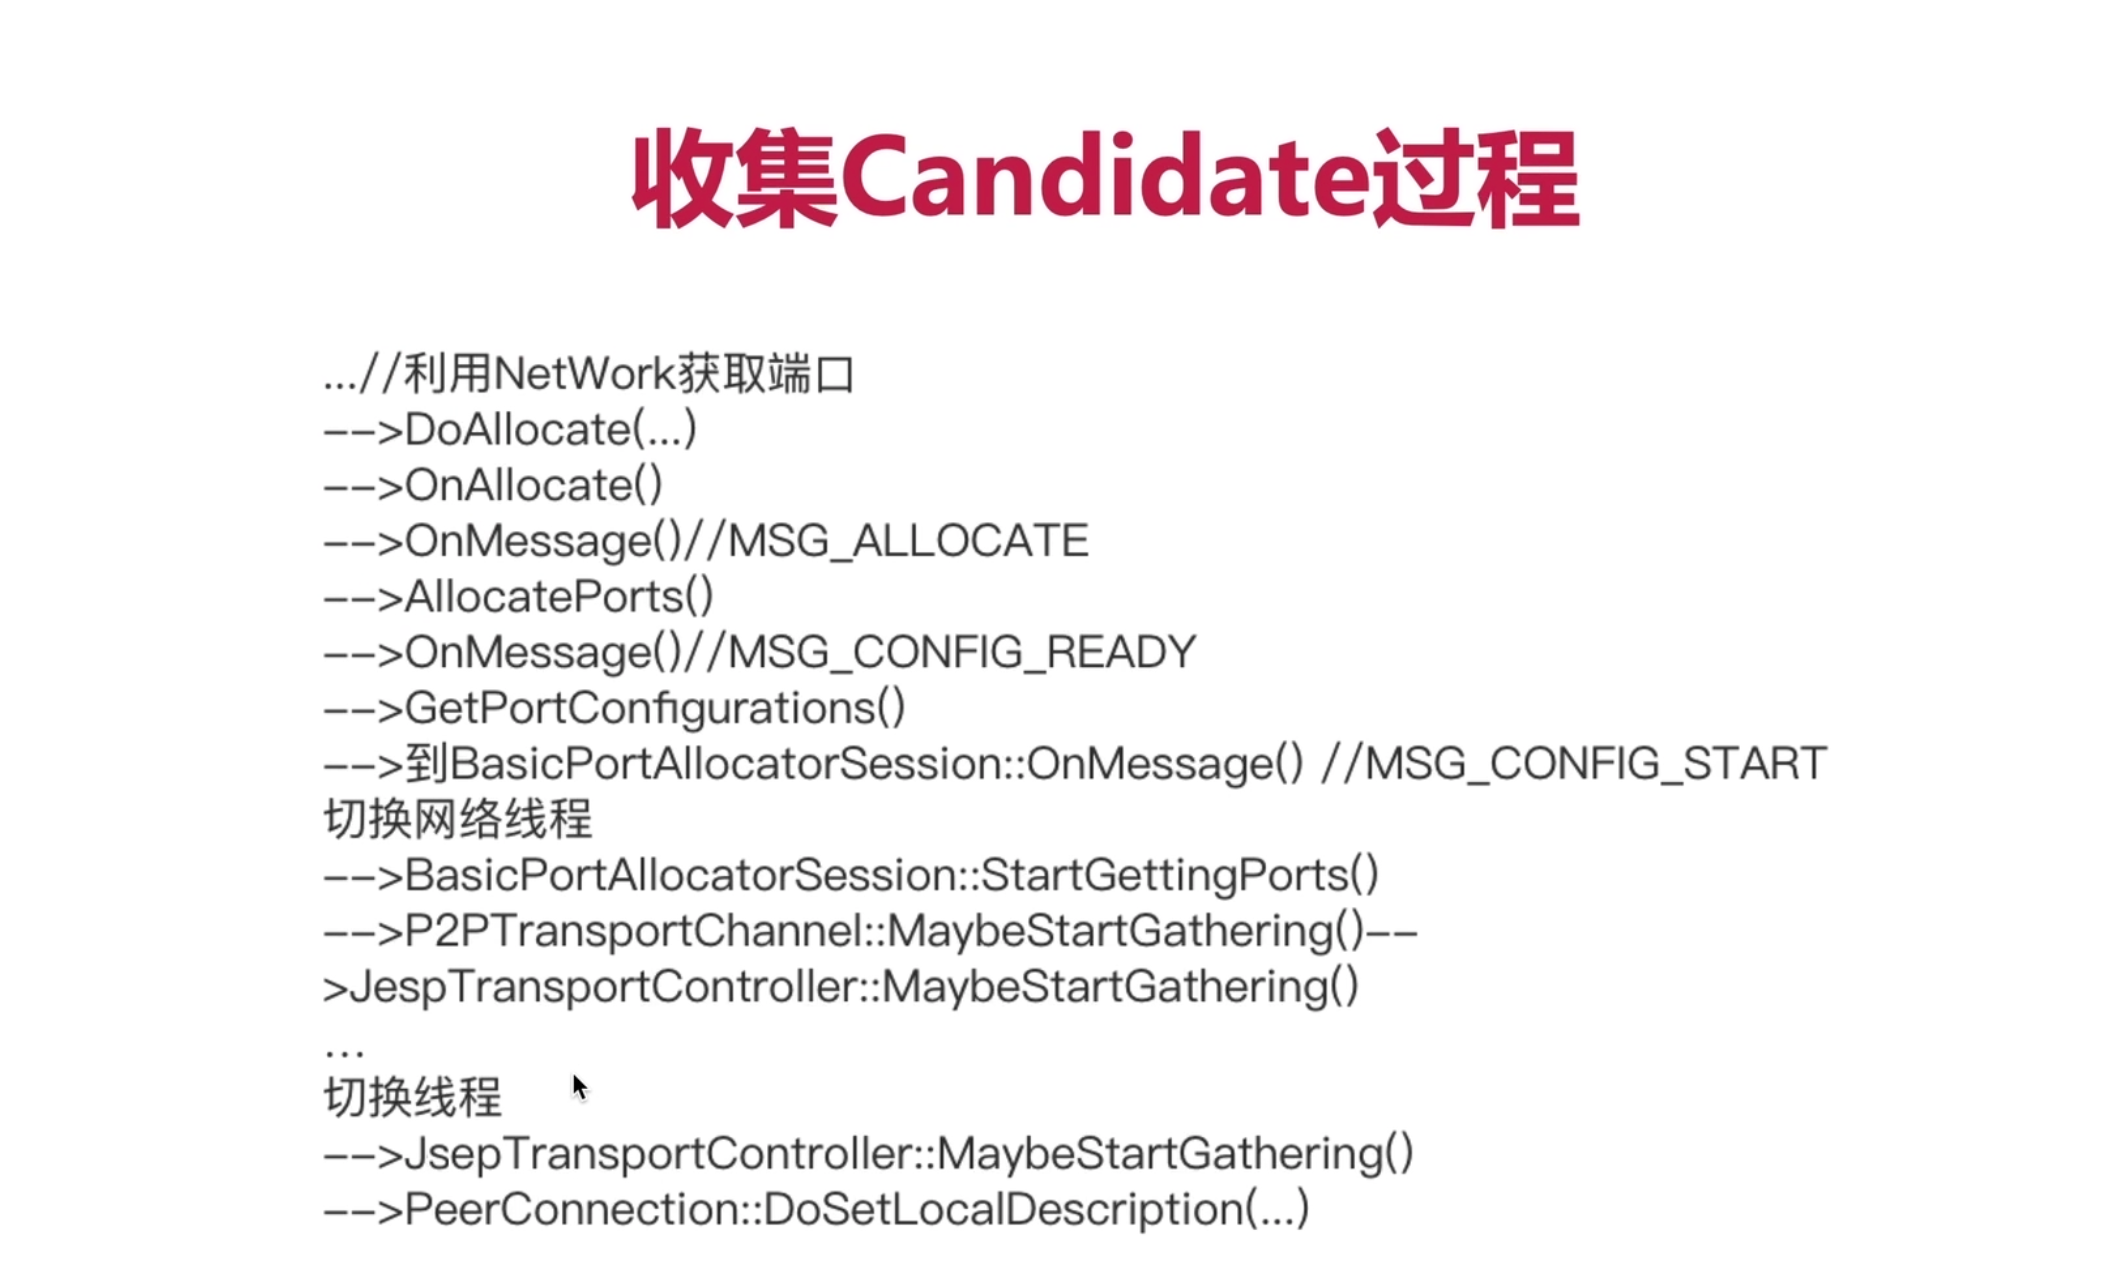 收集Candidate过程
...//利用NetWork获取端口
-->DoAllocate(...)
-->OnAllocate()
-->OnMessage()//MSG_ALLOCATE
-->AllocatePorts()
-->OnMessage()//MSG_CONFIG_READY
-->GetPortConfigurations()
-->到BasicPortAllocatorSession::OnMessage() //MSG_CONFIG_START
切换网络线程
-->BasicPortAllocatorSession::StartGettingPorts()
-->P2PTransportChannel::MaybeStartGathering()--
>JespTransportController::MaybeStartGathering()
...
切换线程
-->JsepTransportController::MaybeStartGathering()
-->PeerConnection::DoSetLocalDescription(...)